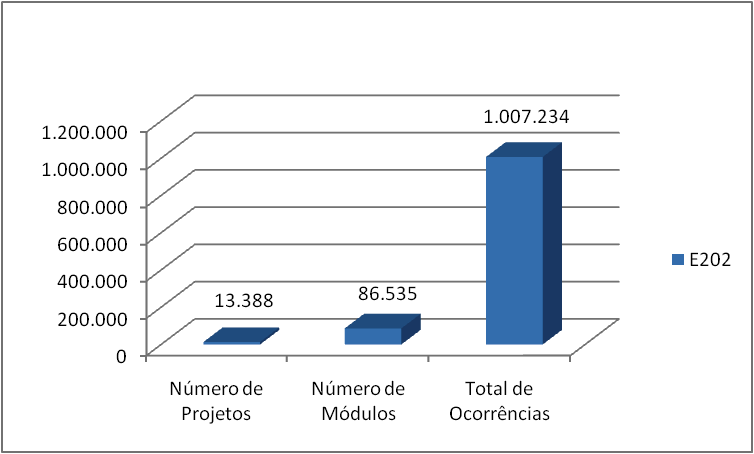 1.200.000
1.000.000
800.000
600.000
400.000
200.000
0
13.388
86.535
1.007.234
Número de
Projetos
Número de
Módulos
Total de
Ocorrências
E202